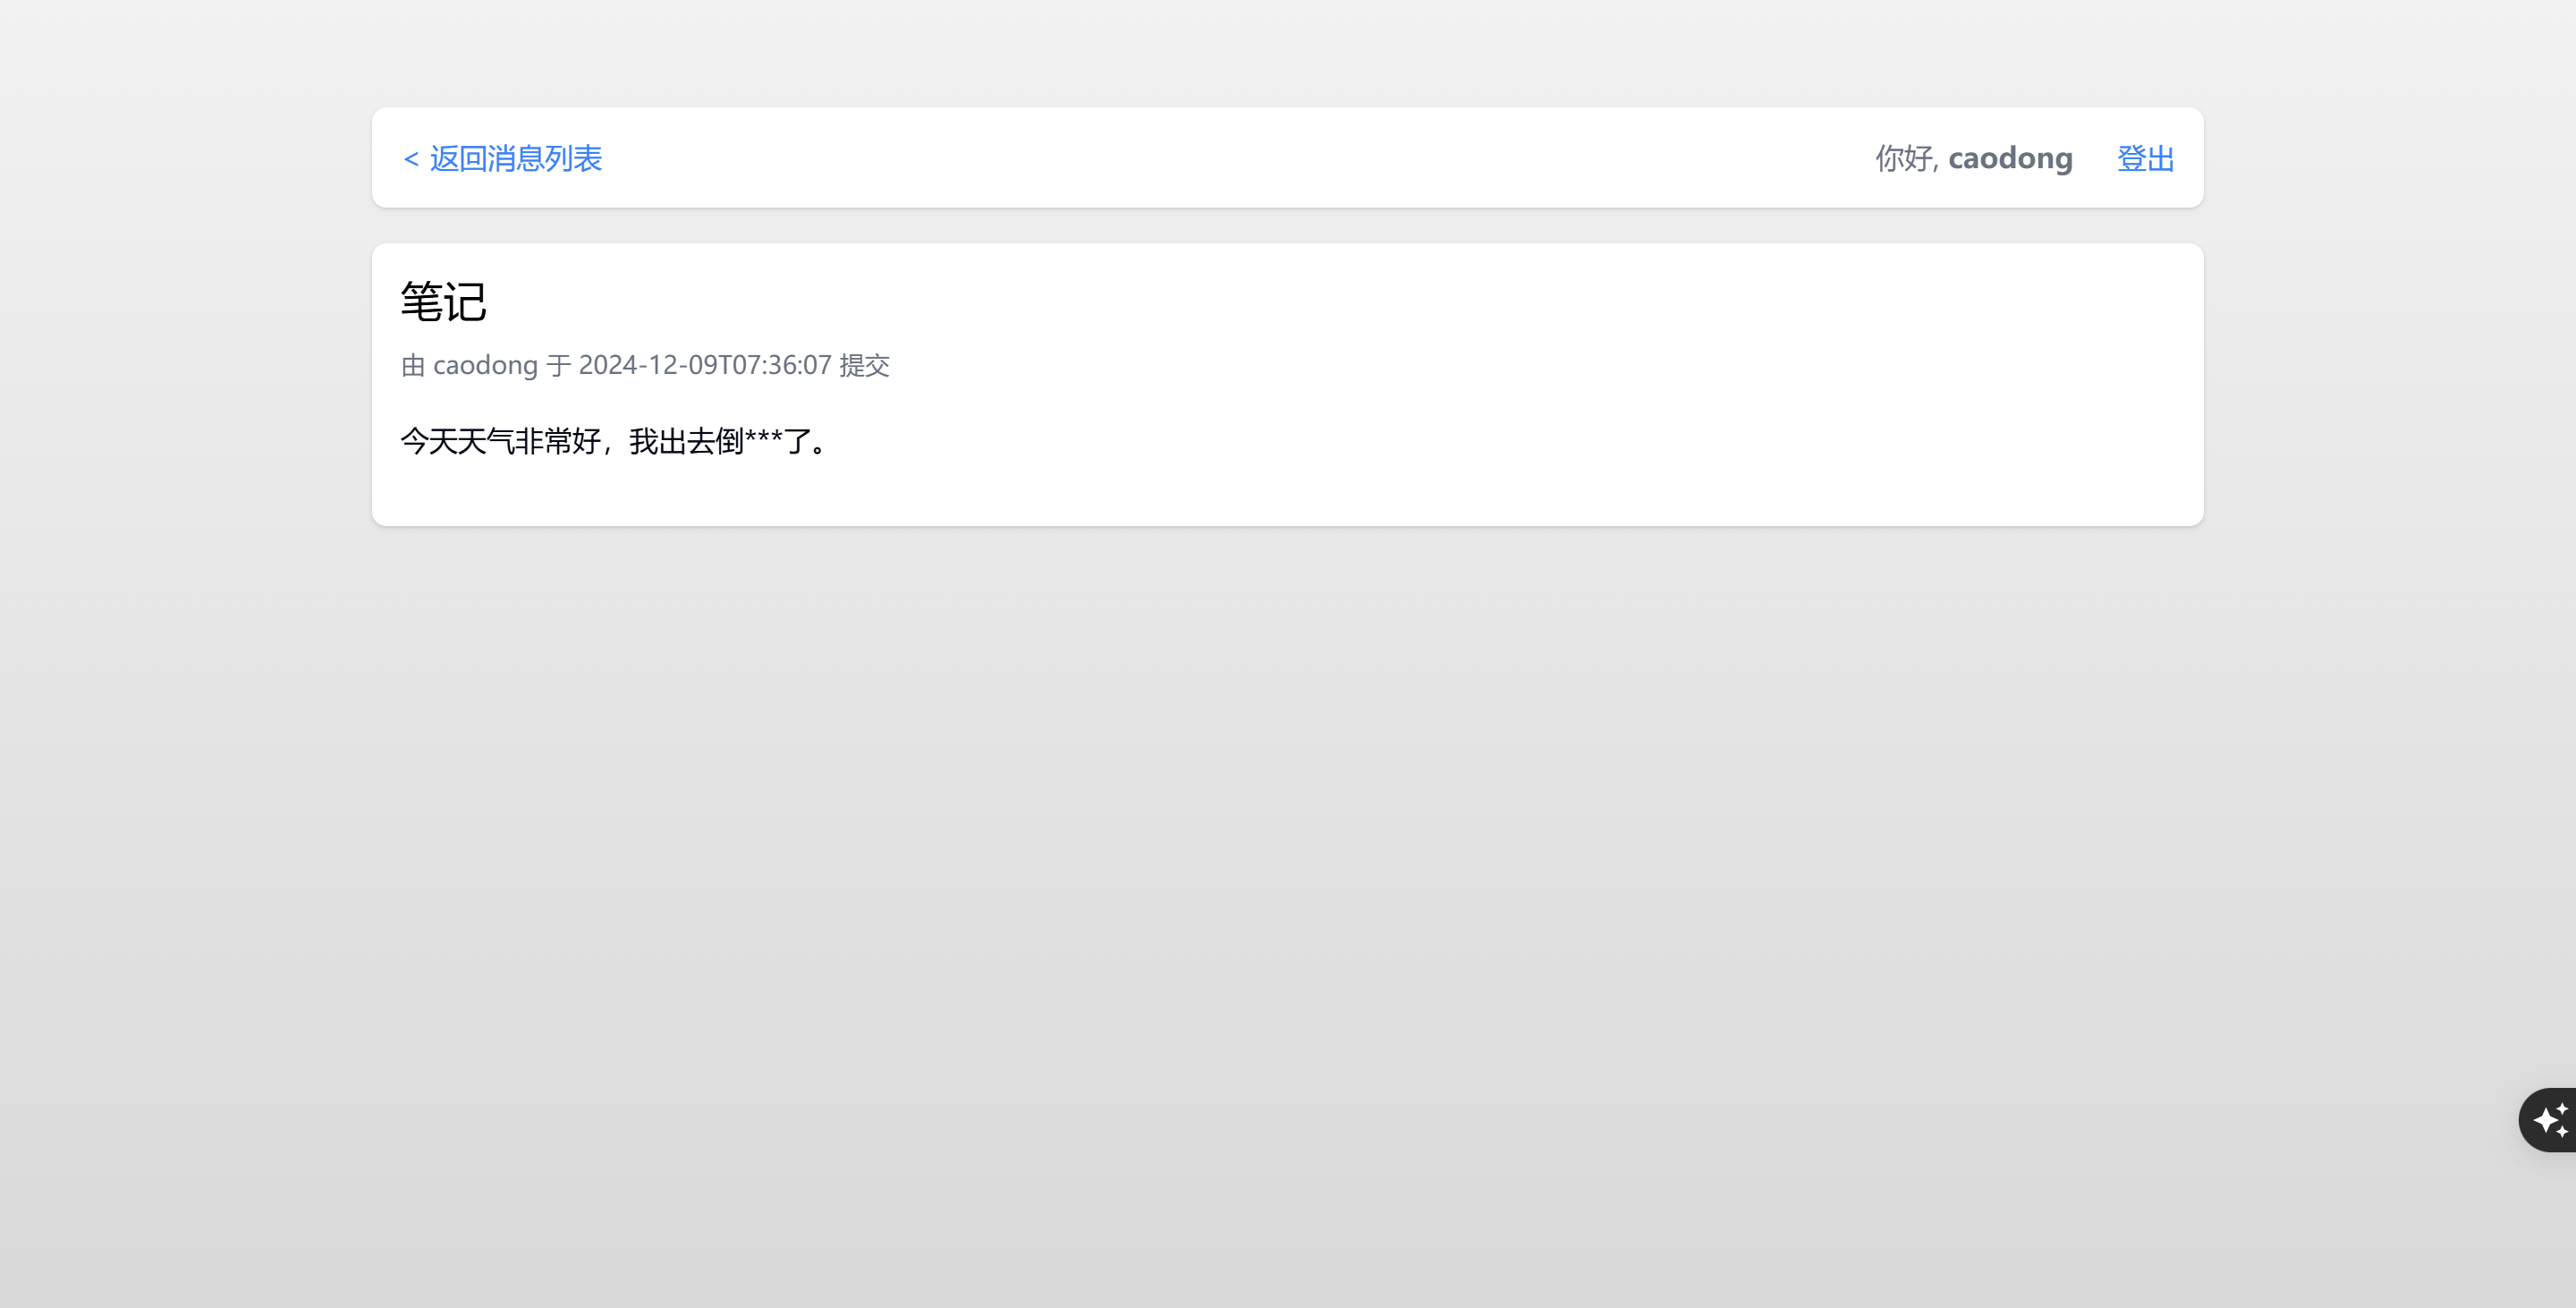 < 返回消息列表
你好, caodong 登出
笔记
由 caodong 于 2024-12-09T07:36:07 提交
今天天气非常好，我出去倒***了。